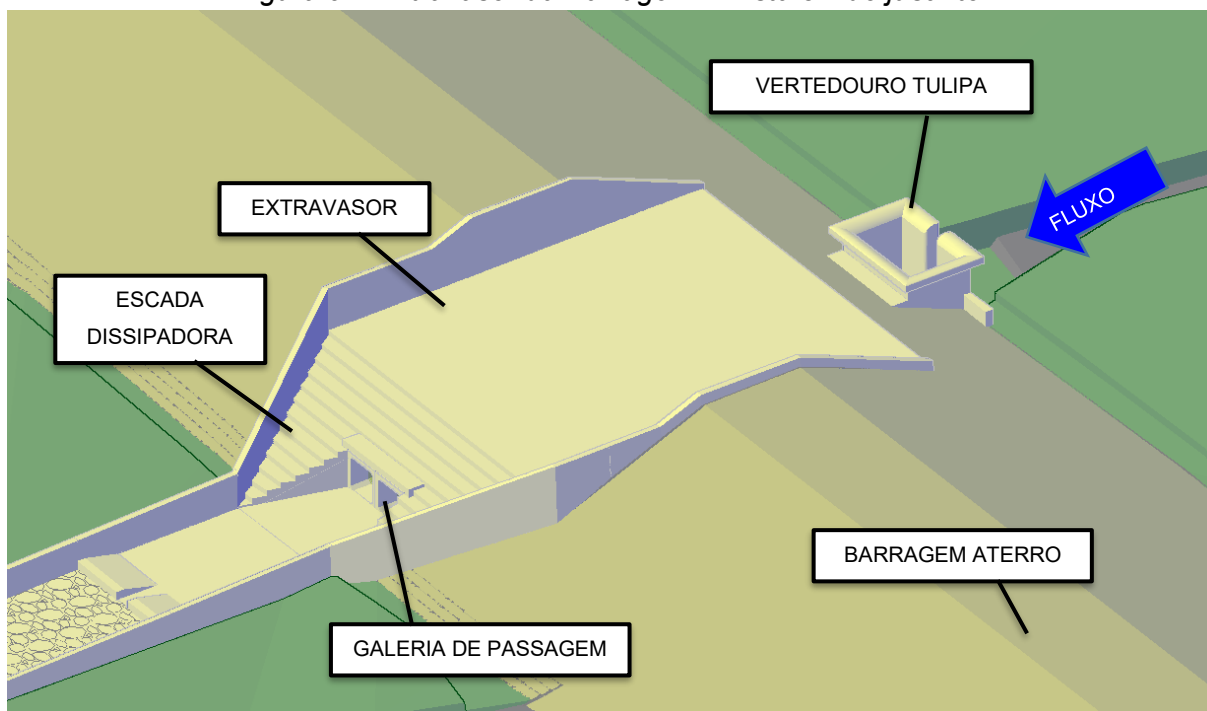 VERTEDOURO TULIPA
FLUXO
EXTRAVASOR
ESCADA
DISSIPADORA
BARRAGEM ATERRO
GALERIA DE PASSAGEM